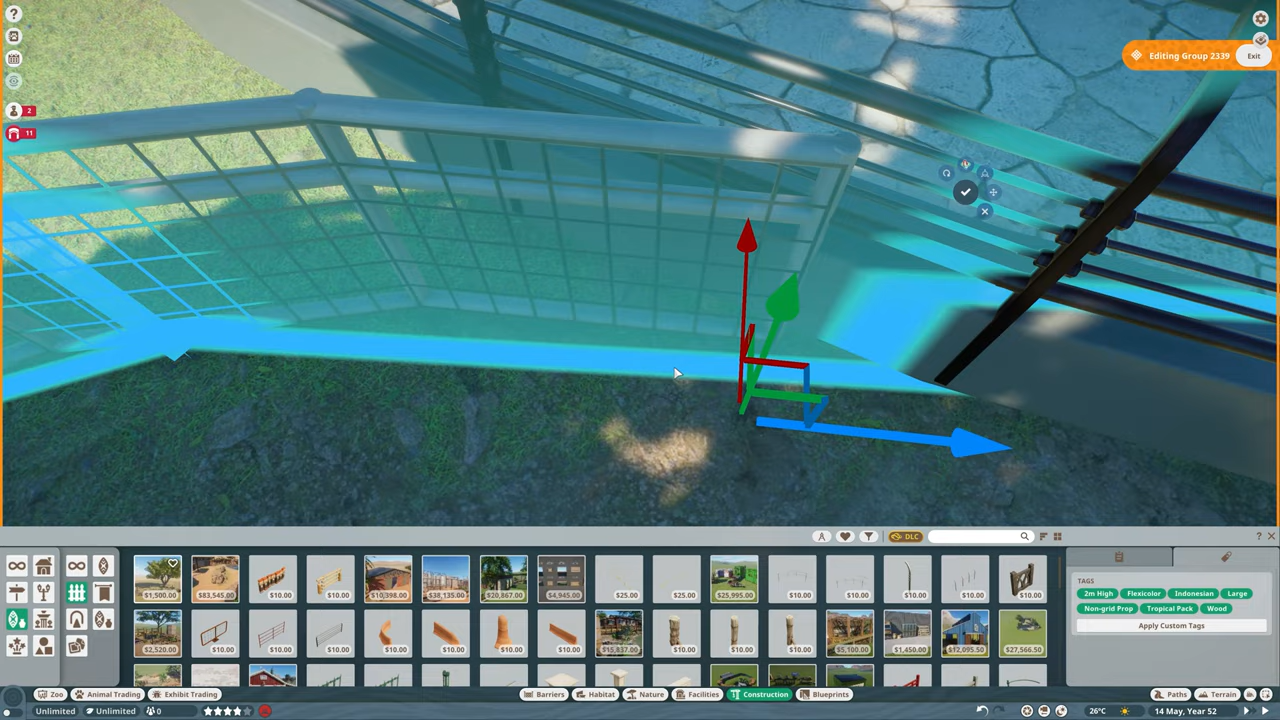 Editing Group 2339
Exit
2
11
DLC
$1,500.00
$83,545.00
$10.00
$10.00
$10,398.00
$38,135.00
$20,867.00
$4,945.00
$25.00
$25.00
$25,995.00
$10.00
$10.00
$10.00
$10.00
$10.00
$2,520.00
$10.00
$10.00
$10.00
$10.00
$10.00
$10.00
$10.00
$15,837.00
$10.00
$10.00
$10.00
$5,100.00
$1,450.00
$12,095.50
$27,566.50
TAGS
2m High
Flexicolor
Indonesian
Large
Non-grid Prop
Tropical Pack
Wood
Apply Custom Tags
Zoo
Animal Trading
Exhibit Trading
Barriers
Habitat
Nature
Facilities
Construction
Blueprints
Paths
Terrain
Unlimited
Unlimited
0
26°C
14 May, Year 52